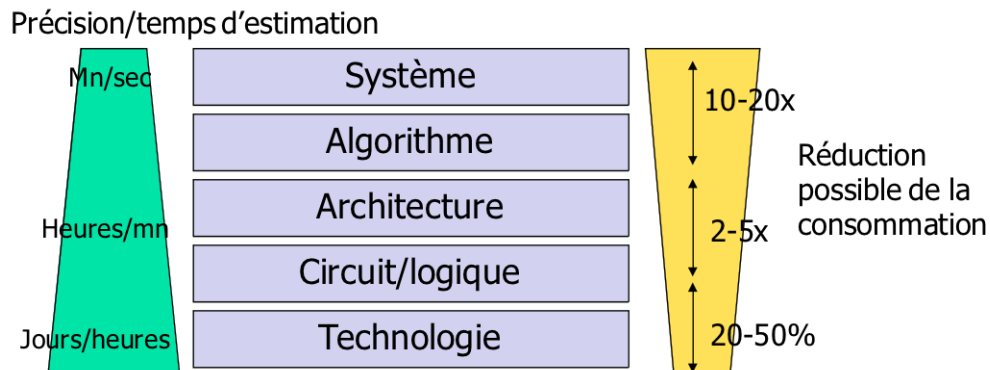 Précision/temps d’estimation
Mn/sec
Système
10-20x
Algorithme
Réduction
possible de la
consommation
Architecture
Heures/mn
2-5x
Circuit/logique
Technologie
Jours/heures
20-50%